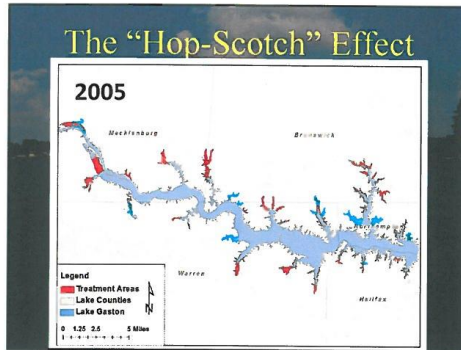 The “Hop-Scotch” Effect
2005
Mecklenburg
Brunswick
Warren
Halifax
Legend
Treatment Areas
Lake Counties
Lake Gaston
N
0 1.25 2.5 5 Miles